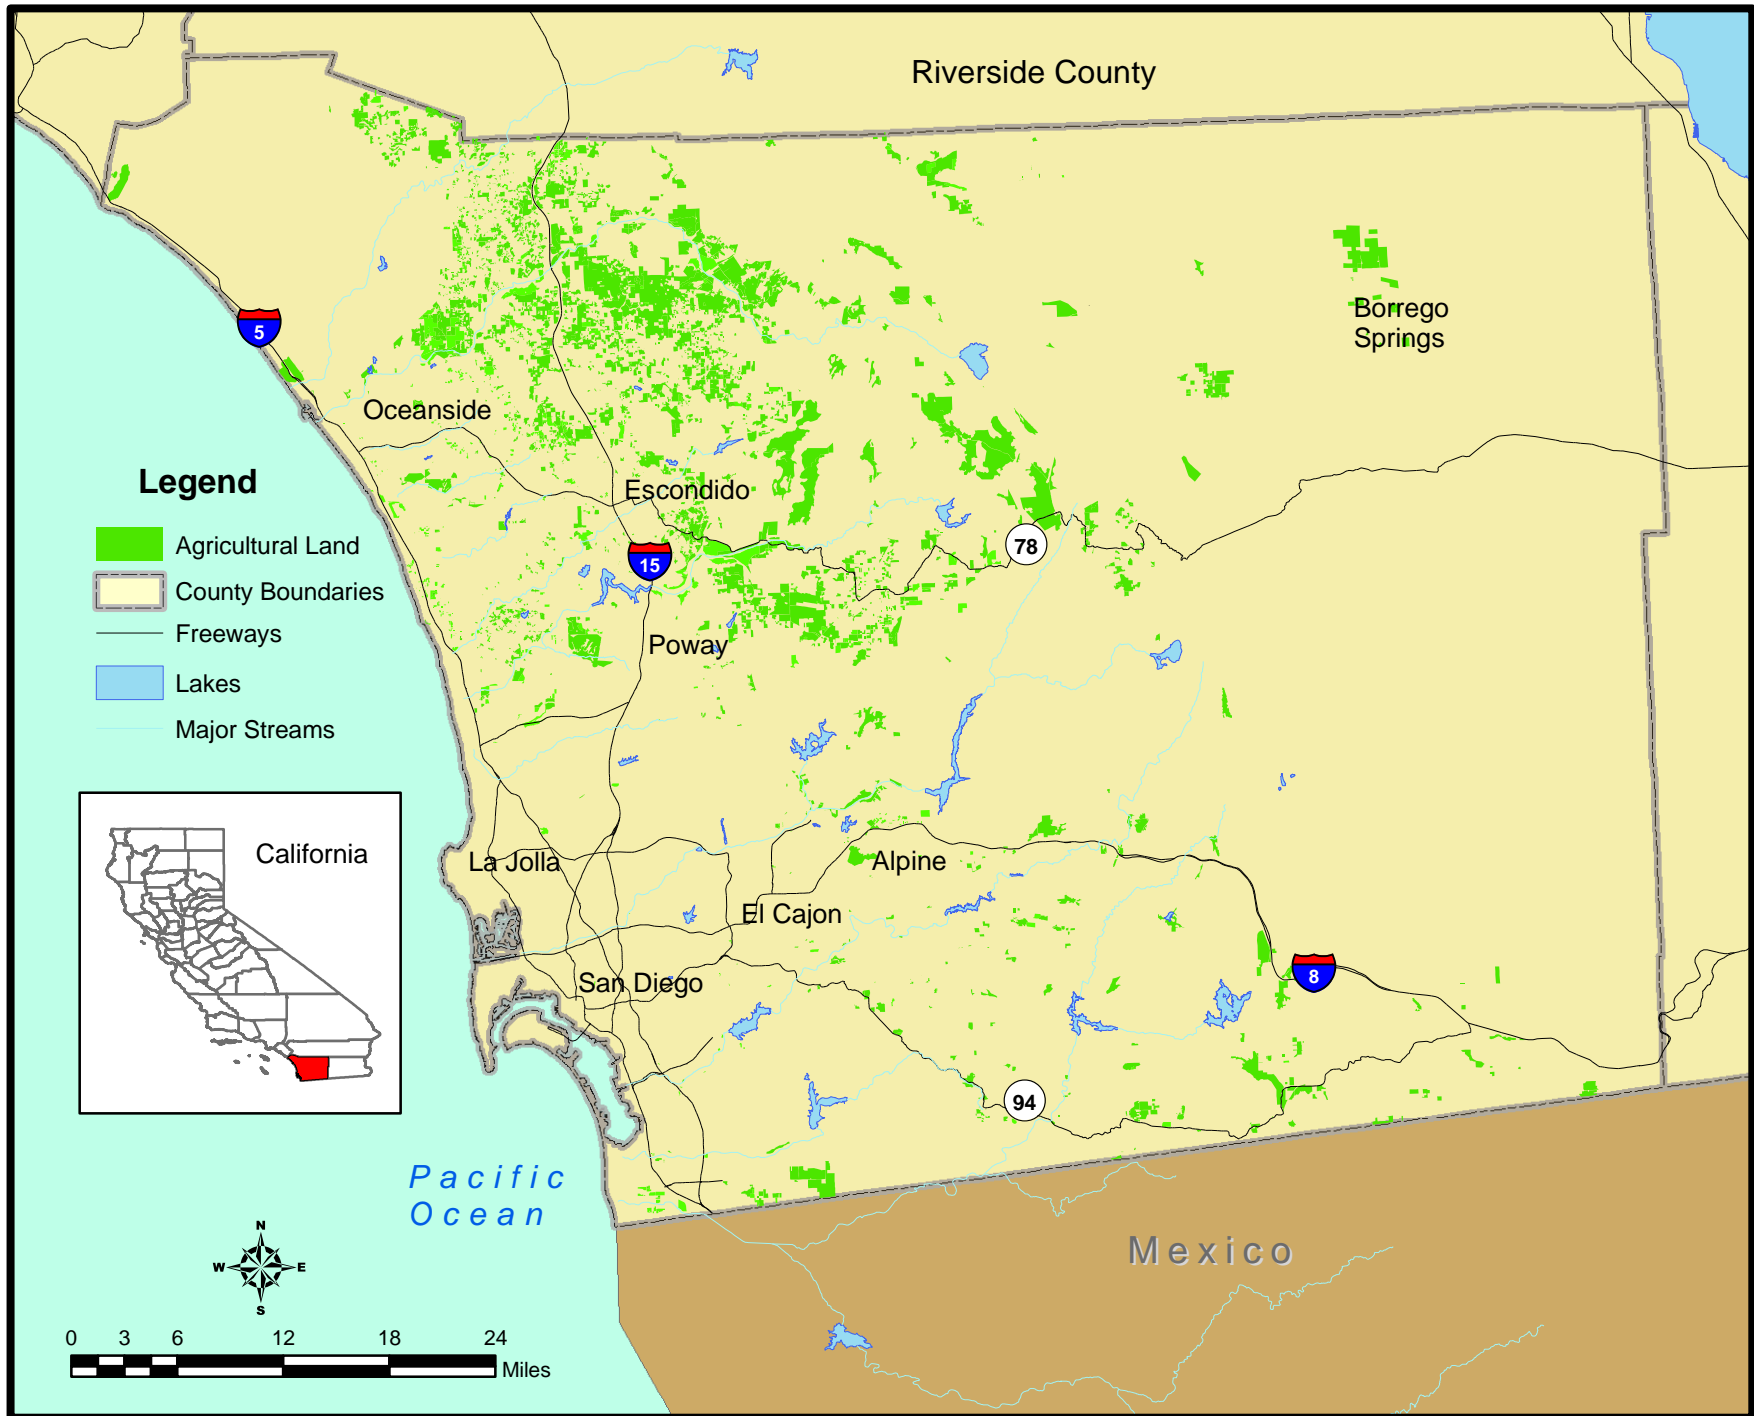 Riverside County
Borrego
Springs
5
Oceanside
Legend
Escondido
Agricultural Land
78
15
County Boundaries
Freeways
Poway
Lakes
Major Streams
California
La Jolla
Alpine
El Cajon
8
San Diego
94
Pacific
Ocean
Mexico
N
W
E
S
0 3 6 12 18 24
Miles